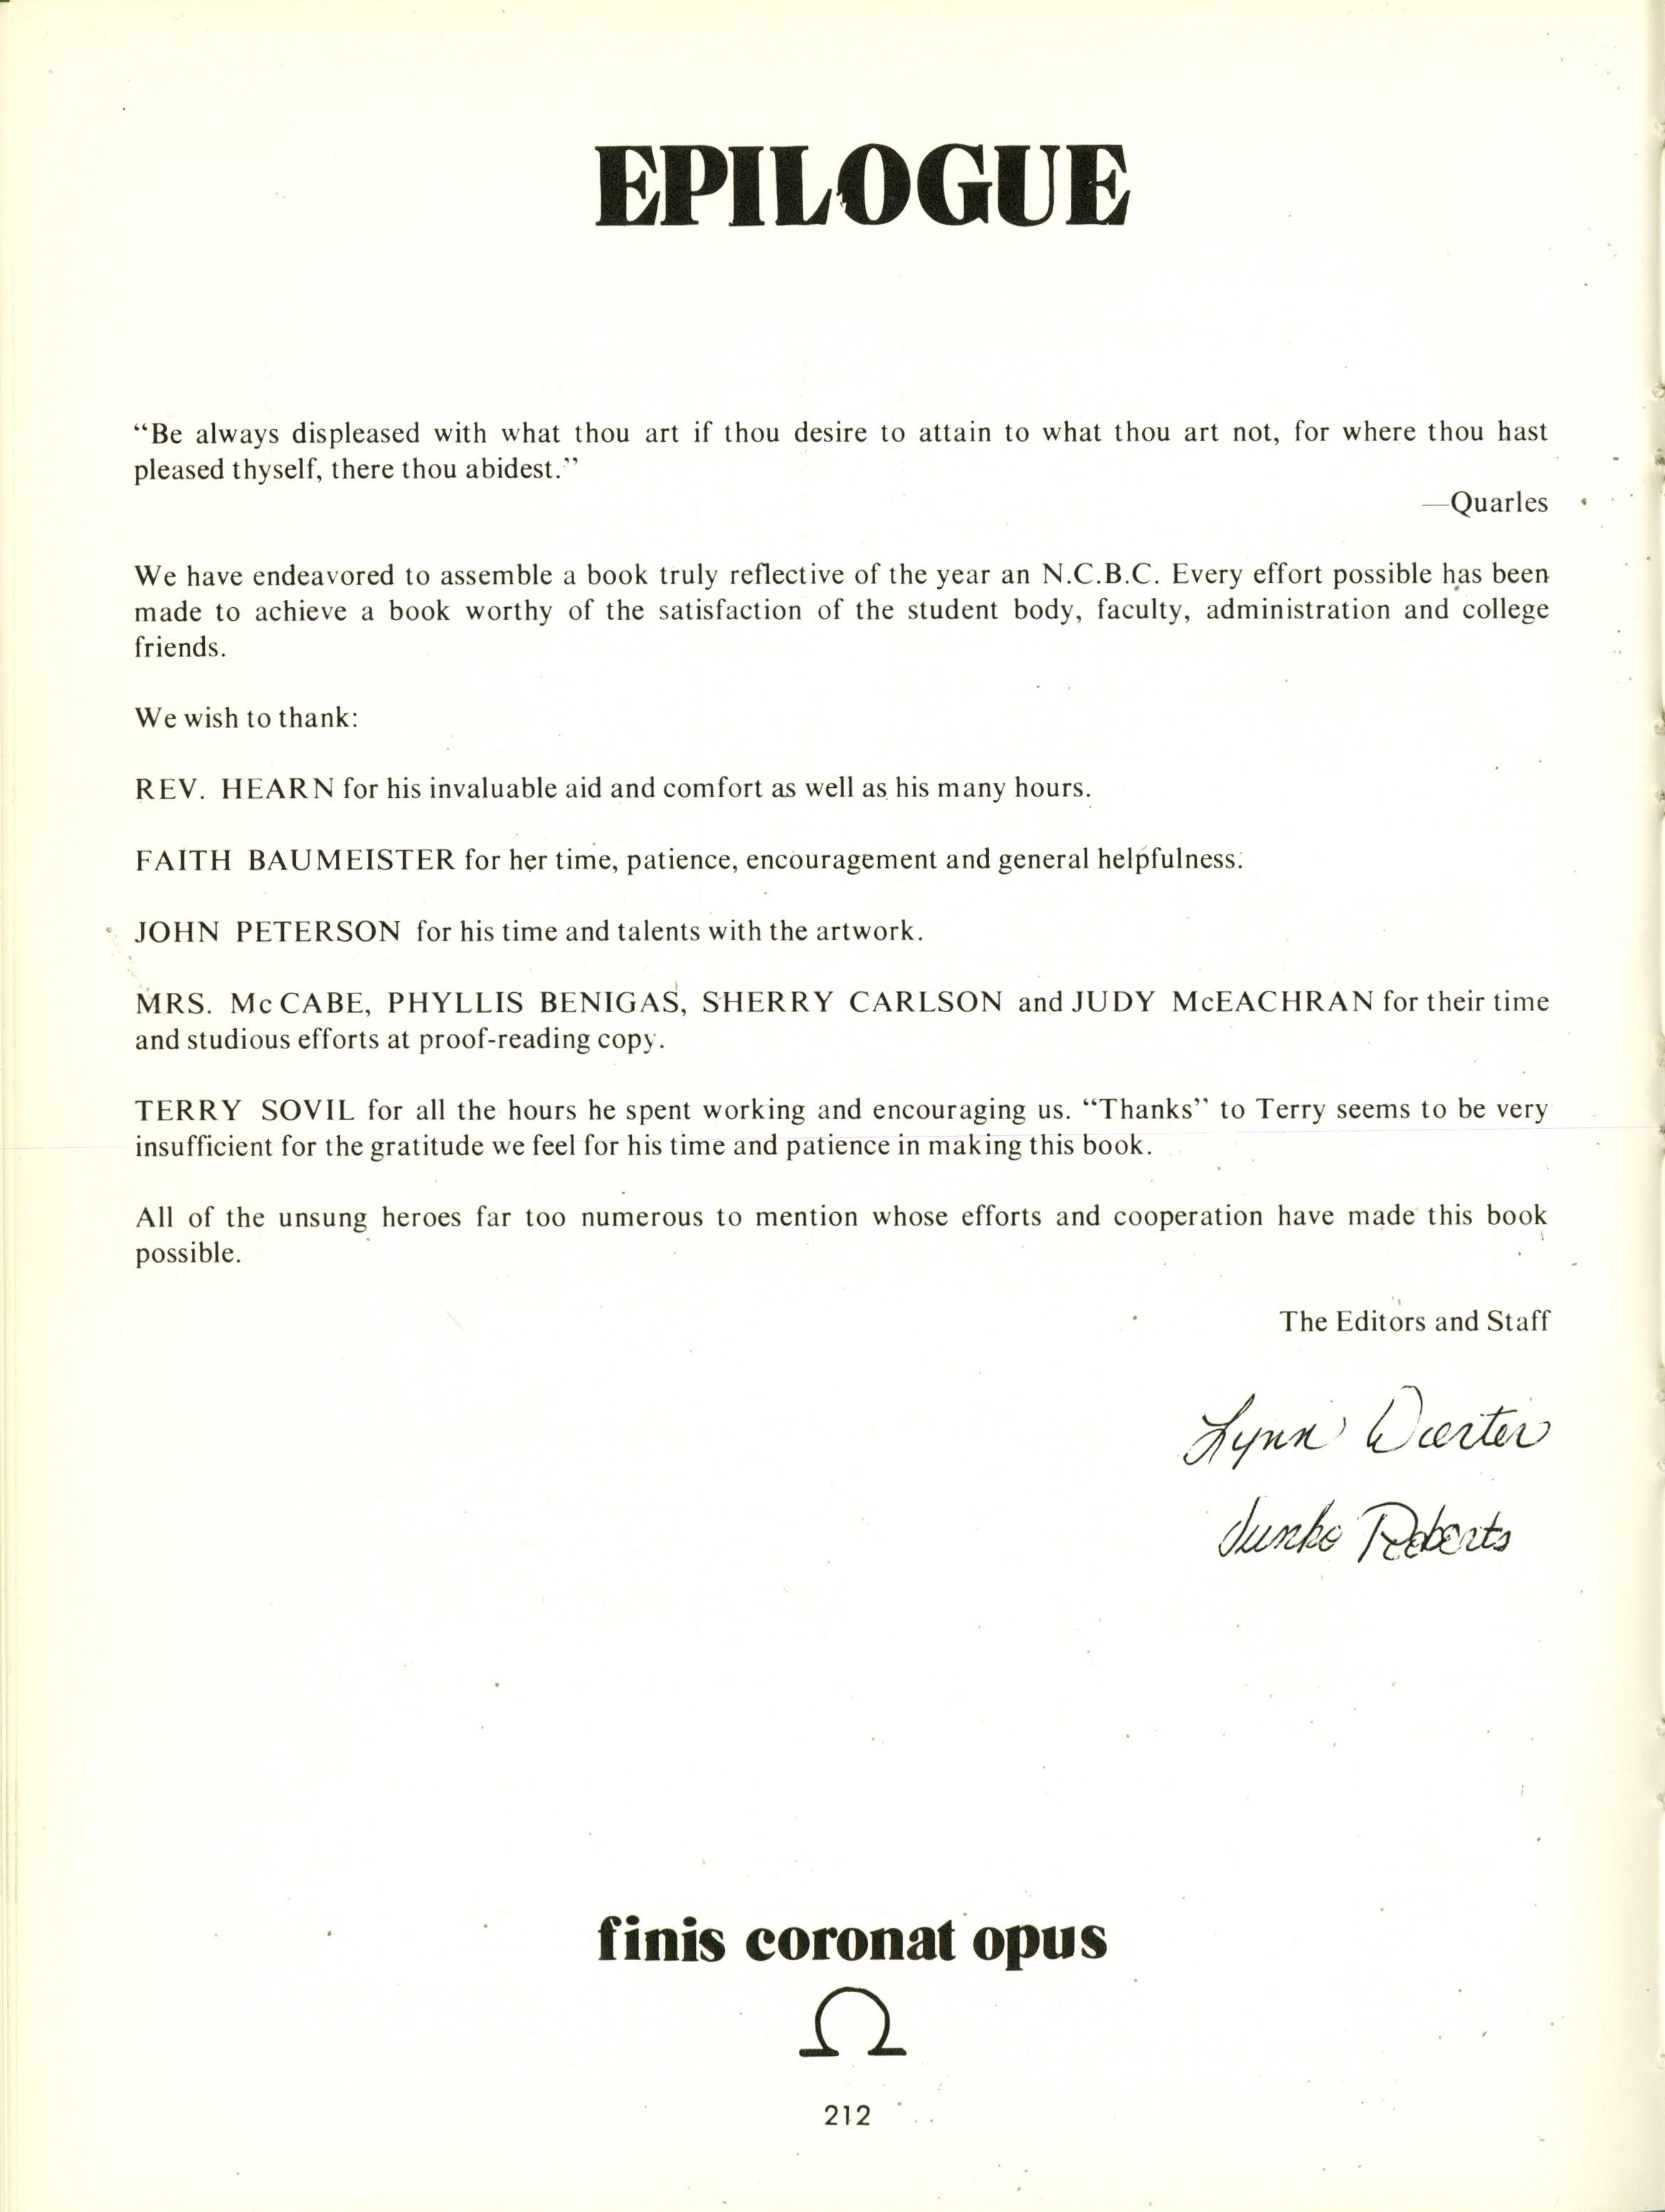 EPILOGUE
“Be always displeased with what thou art if thou desire to attain to what thou art not, for where thou hast
pleased thyself, there thou abidest.”
—Quarles
We have endeavored to assemble a book truly reflective of the year an N.C.B.C. Every effort possible has been
made to achieve a book worthy of the satisfaction of the student body, faculty, administration and college
friends.
We wish to thank:
REV. HEARN for his invaluable aid and comfort as well as his many hours.
FAITH BAUMEISTER for her time, patience, encouragement and general helpfulness.
JOHN PETERSON for his time and talents with the artwork.
MRS. McCABE, PHYLLIS BENIGAS, SHERRY CARLSON and JUDY McEACHRAN for their time
and studious efforts at proof-reading copy.
TERRY SOVIL for all the hours he spent working and encouraging us. “Thanks” to Terry seems to be very
insufficient for the gratitude we feel for his time and patience in making this book.
All of the unsung heroes far too numerous to mention whose efforts and cooperation have made this book
possible.
The Editors and Staff
Lynn
Junko Roberts
finis coronat opus
Ω
212